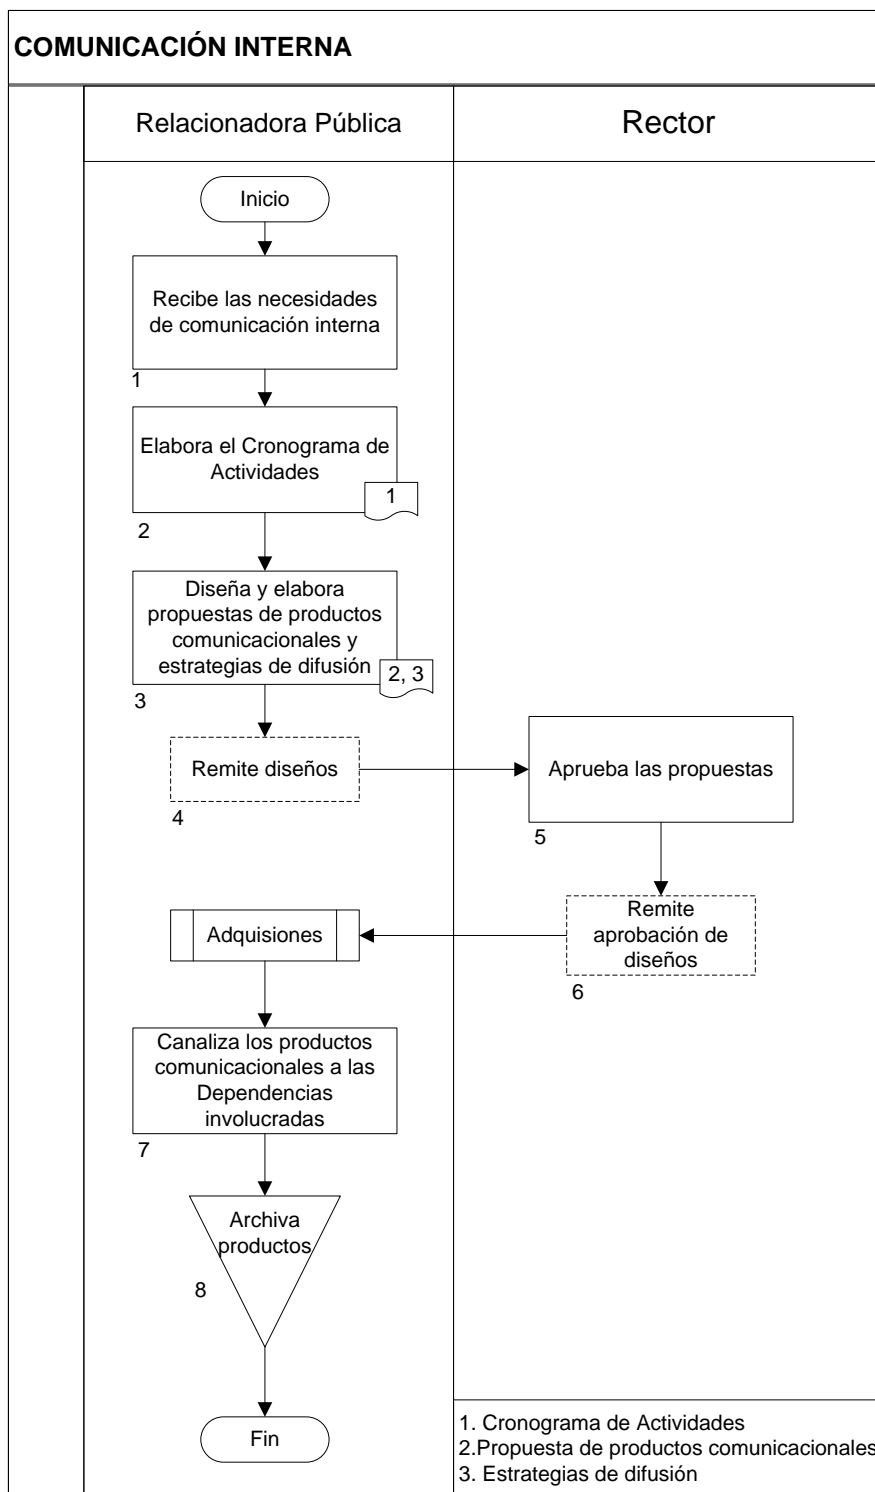 COMUNICACIÓN INTERNA
Relacionadora Pública
Rector
Inicio
Recibe las necesidades
de comunicación interna
1
Elabora el Cronograma de
Actividades
1
2
Diseña y elabora
propuestas de productos
comunicacionales y
estrategias de difusión
2, 3
3
Remite diseños
4
Aprueba las propuestas
5
Remite
aprobación de
diseños
6
Adquisiones
Canaliza los productos
comunicacionales a las
Dependencias
involucradas
7
Archiva
productos
8
Fin
1. Cronograma de Actividades
2.Propuesta de productos comunicacionales
3. Estrategias de difusión